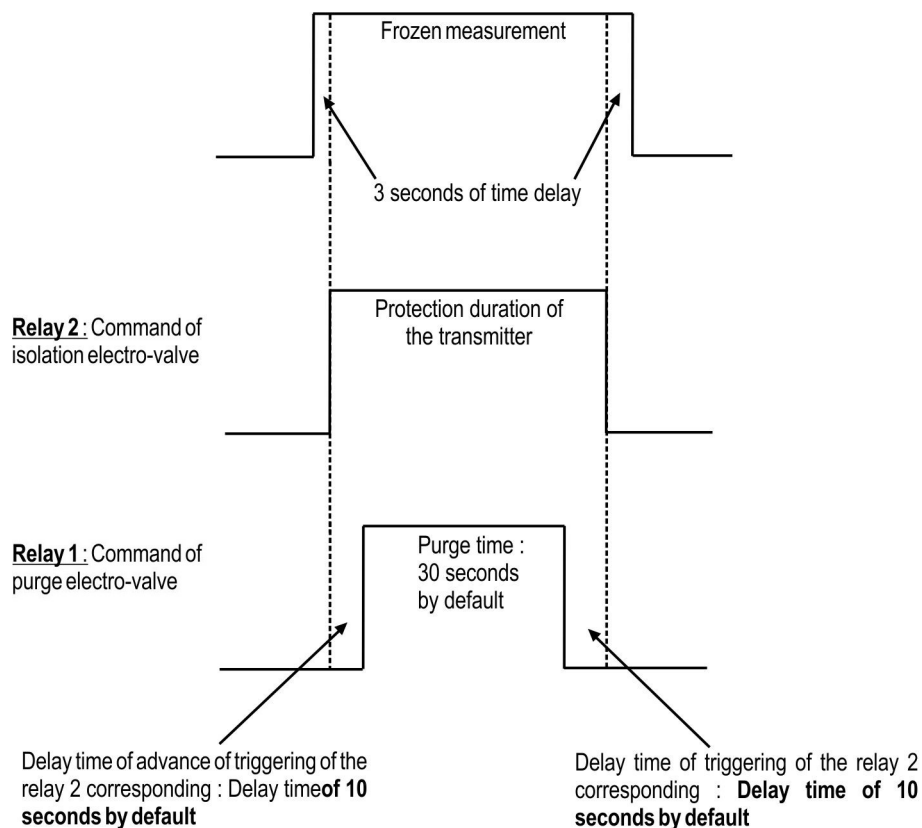 Frozen measurement
3 seconds of time delay
Relay 2 : Command of
isolation electro-valve
Protection duration of
the transmitter
Relay 1 : Command of
purge electro-valve
Purge time :
30 seconds
by default
Delay time of advance of triggering of the
relay 2 corresponding : Delay timeof 10
seconds by default
Delay time of triggering of the relay 2
corresponding : Delay time of 10
seconds by default